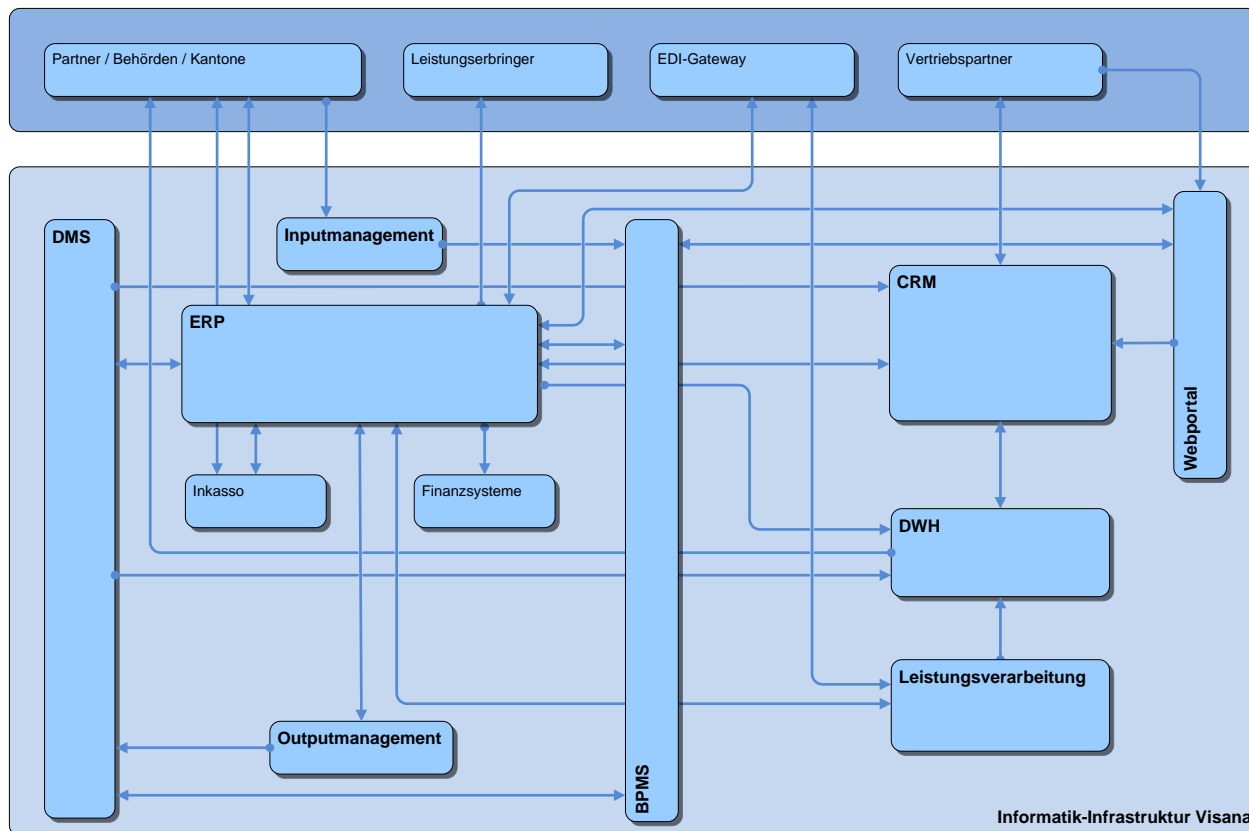 Partner / Behörden / Kantone
Leistungserbringer
EDI-Gateway
Vertriebspartner
DMS
Inputmanagement
BPMS
CRM
Webportal
ERP
Inkasso
Finanzsysteme
DWH
Leistungsverarbeitung
Outputmanagement
Informatik-Infrastruktur Visana